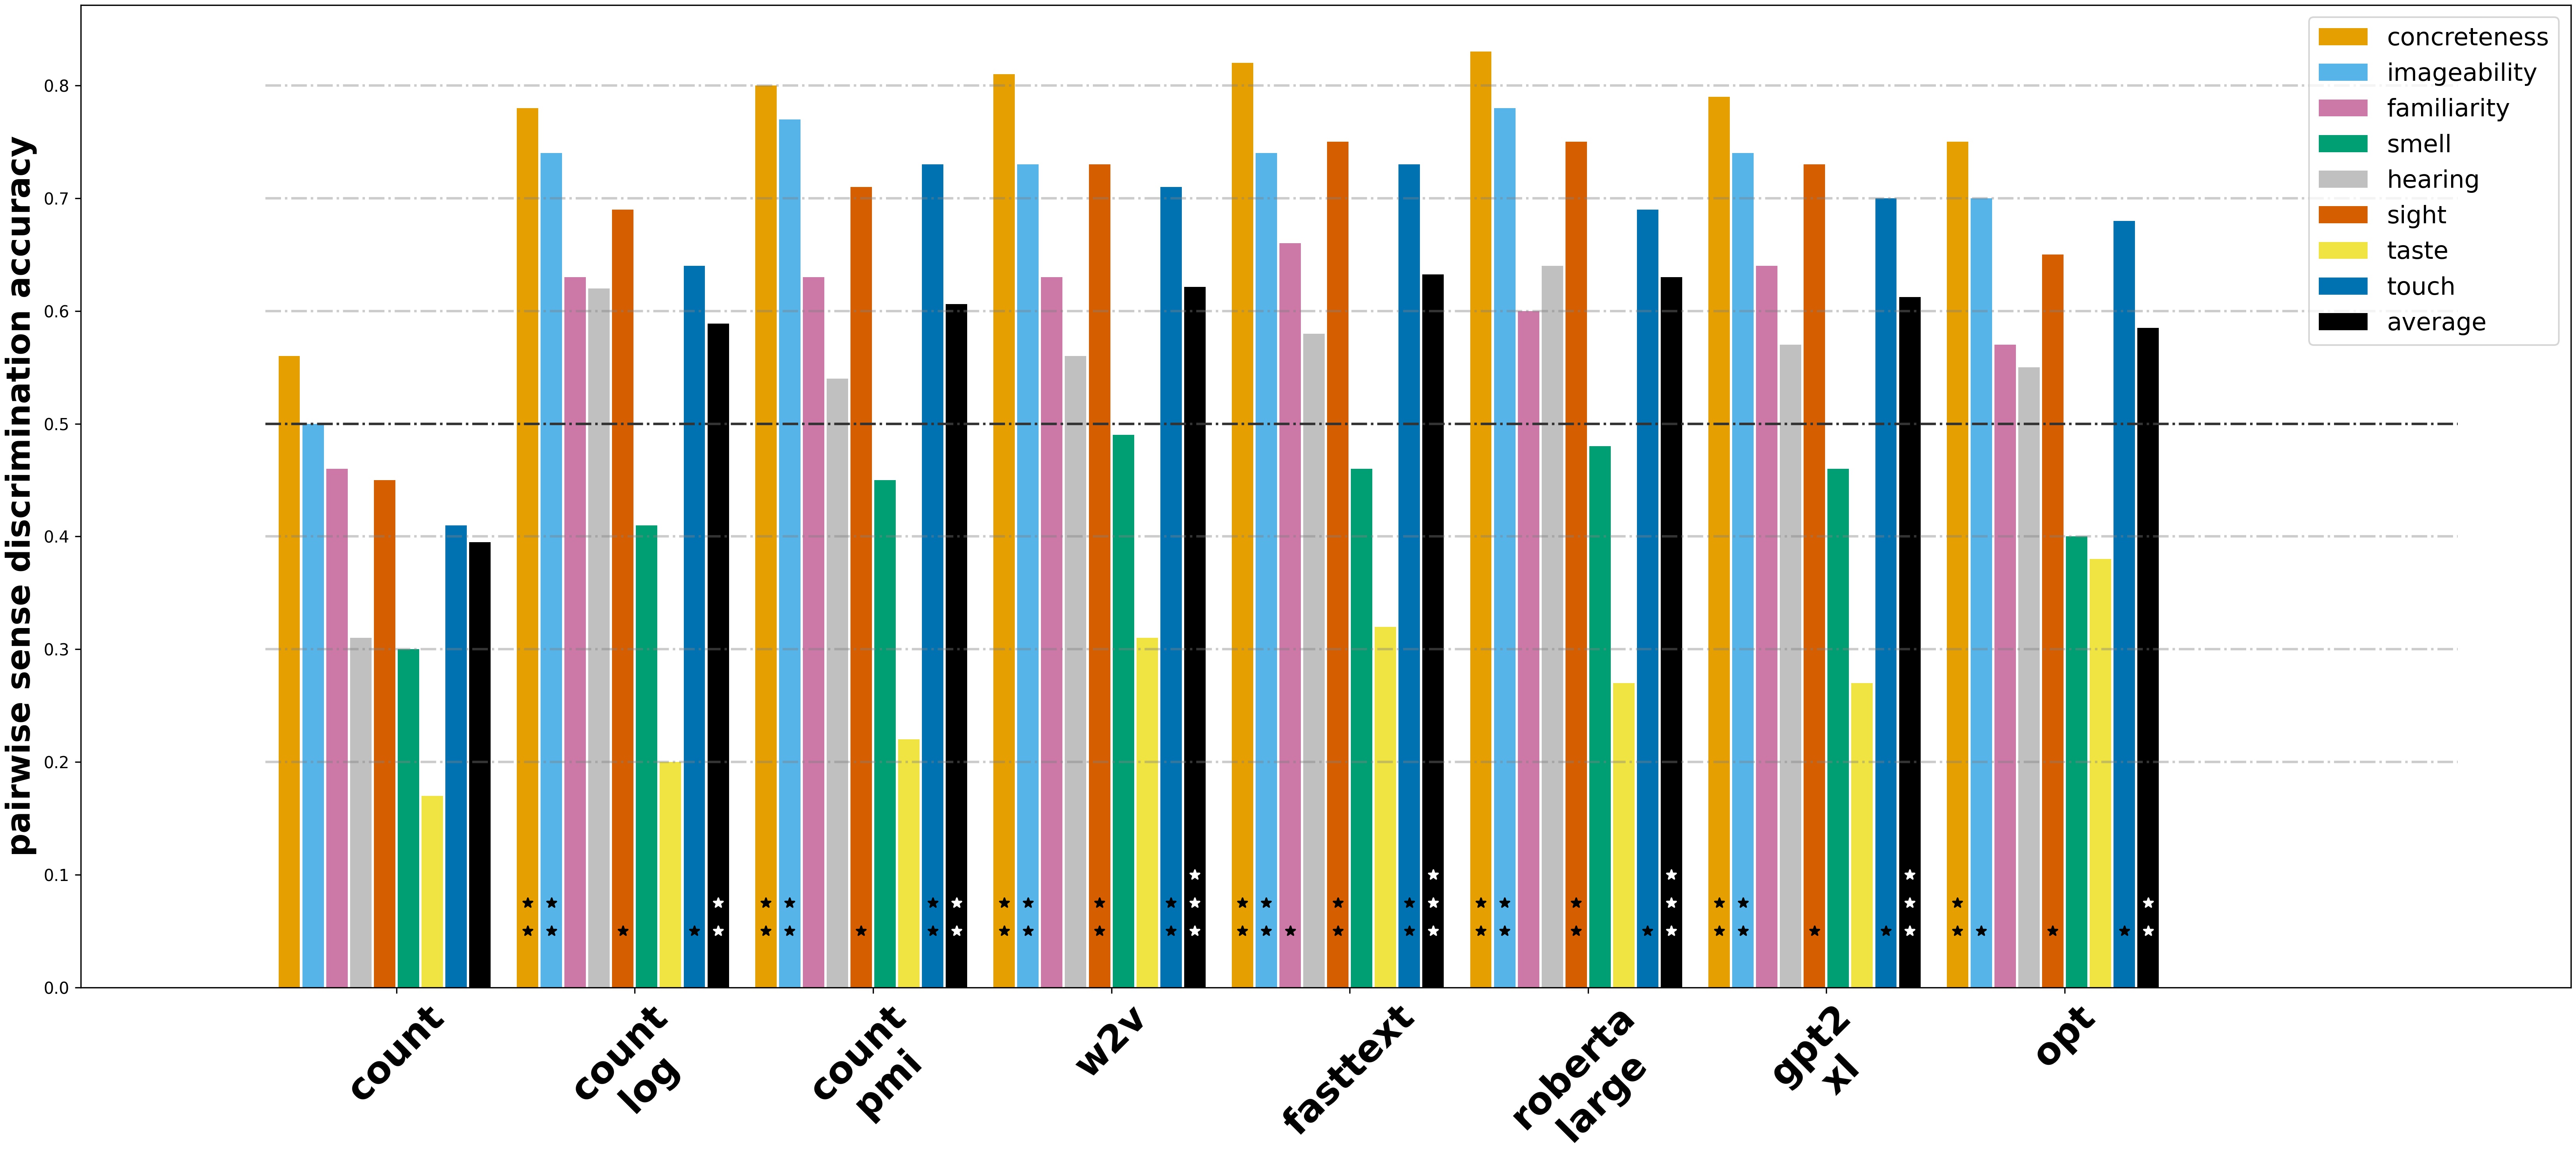 pairwise sense discrimination accuracy
0.8
0.7
0.6
0.5
0.4
0.3
0.2
0.1
0.0
concreteness
imageability
familiarity
smell
hearing
sight
taste
touch
average
count
count
log
count
pmi
w2v
fasttext
roberta
large
gpt2
xl
opt